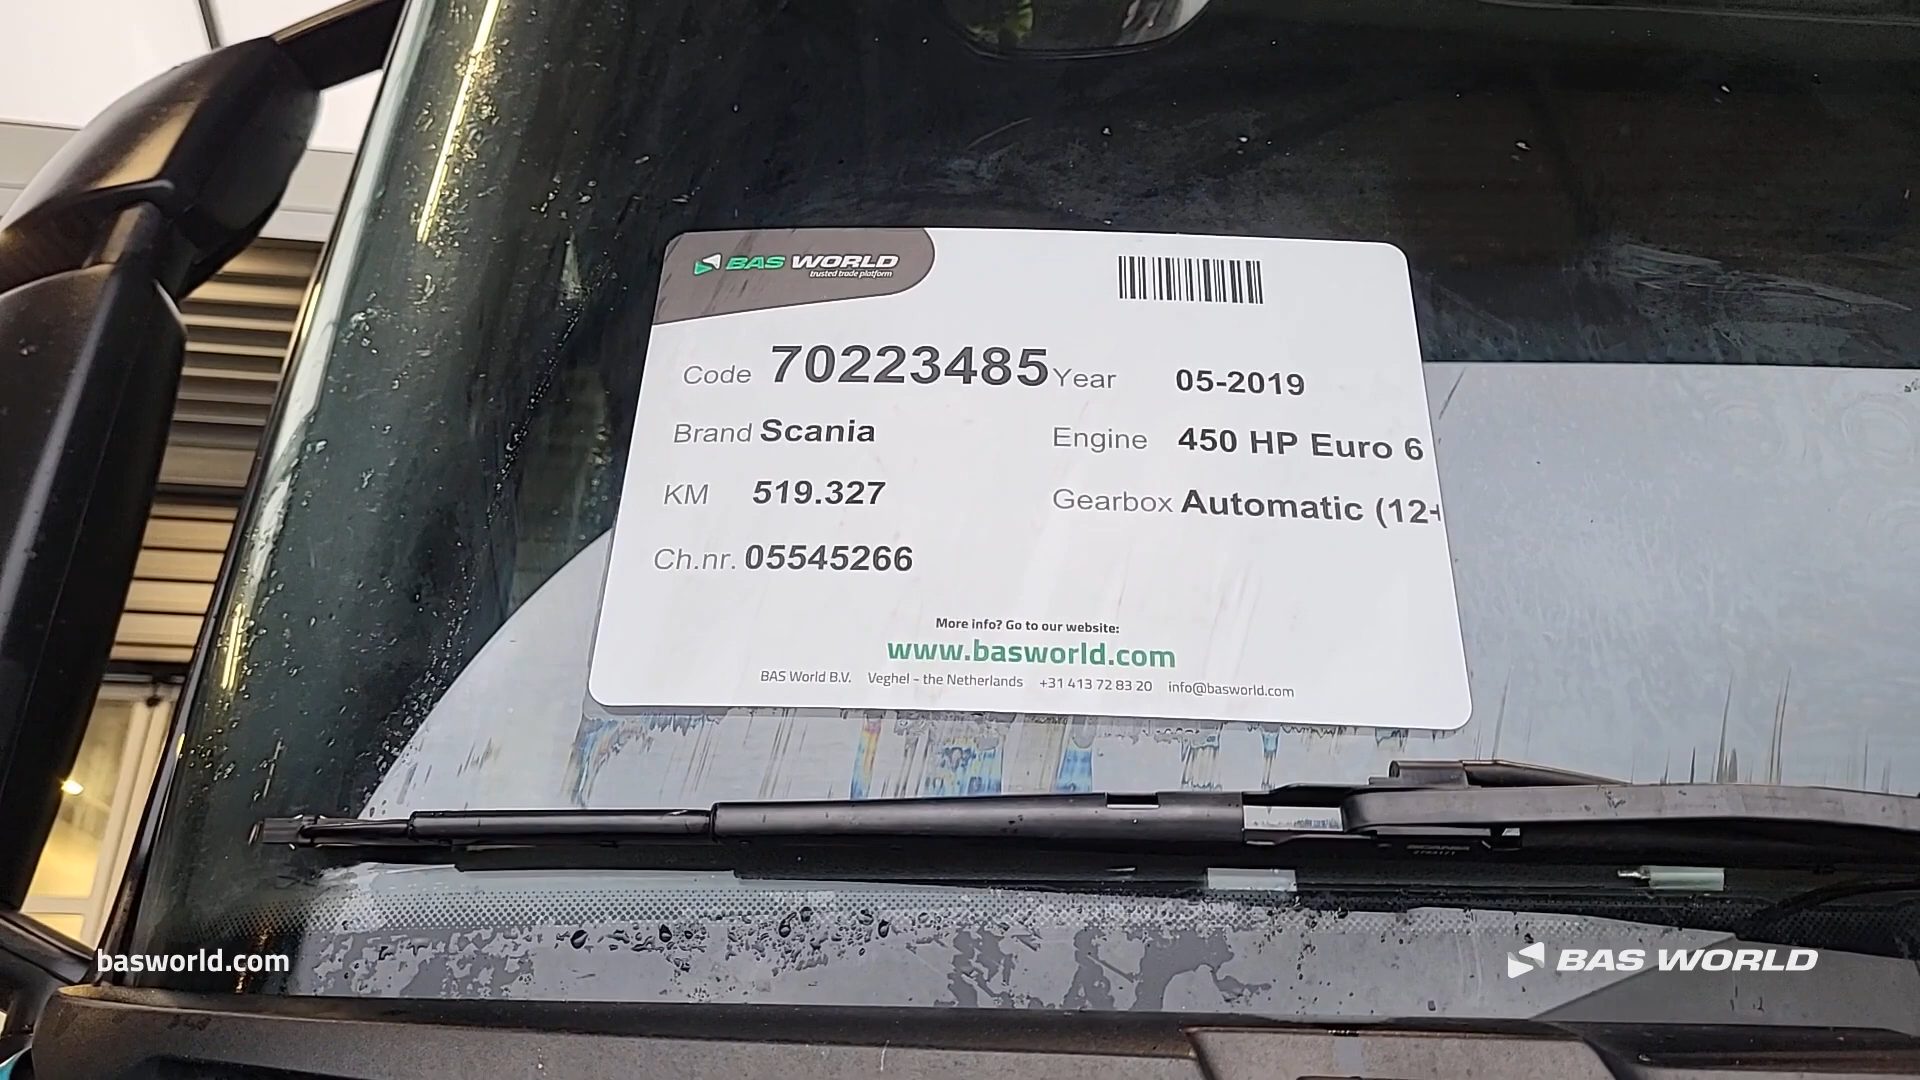 BAS WORLD
trusted trade platform
Code 70223485 Year 05-2019
Brand Scania Engine 450 HP Euro 6
KM 519.327 Gearbox Automatic (12+
Ch.nr. 05545266
More info? Go to our website:
www.basworld.com
BAS World B.V. Veghel - the Netherlands +31 413 72 83 20 info@basworld.com
SCANIA
basworld.com
BAS WORLD